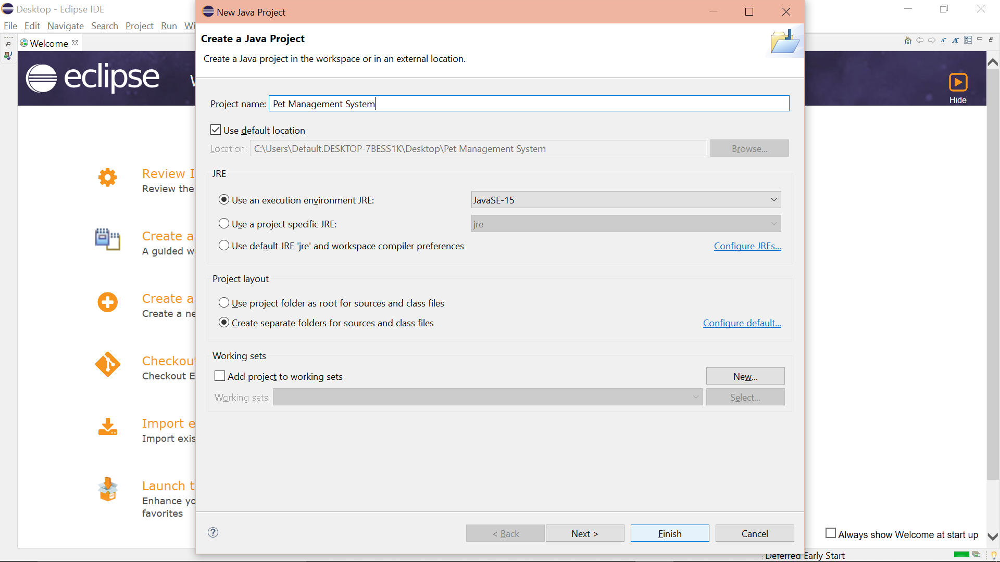 Desktop - Eclipse IDE
New Java Project
File Edit Navigate Search Project Run Wi
Welcome
Create a Java Project
Create a Java project in the workspace or in an external location.
eclipse
Hide
Project name: Pet Management System
Use default location
Location: C:\Users\Default.DESKTOP-7BESS1K\Desktop\Pet Management System Browse...
JRE
Use an execution environment JRE: JavaSE-15
Use a project specific JRE: jre
Use default JRE 'jre' and workspace compiler preferences Configure JREs...
Project layout
Use project folder as root for sources and class files
Create separate folders for sources and class files Configure default...
Working sets
Add project to working sets New...
Working sets: Select...
< Back Next > Finish Cancel
Review I
Review the
Create a
A guided wa
Create a
Create a ne
Checkout
Checkout E
Import e
Import exis
Launch t
Enhance yo
favorites
Always show Welcome at start up
Deferred Early Start